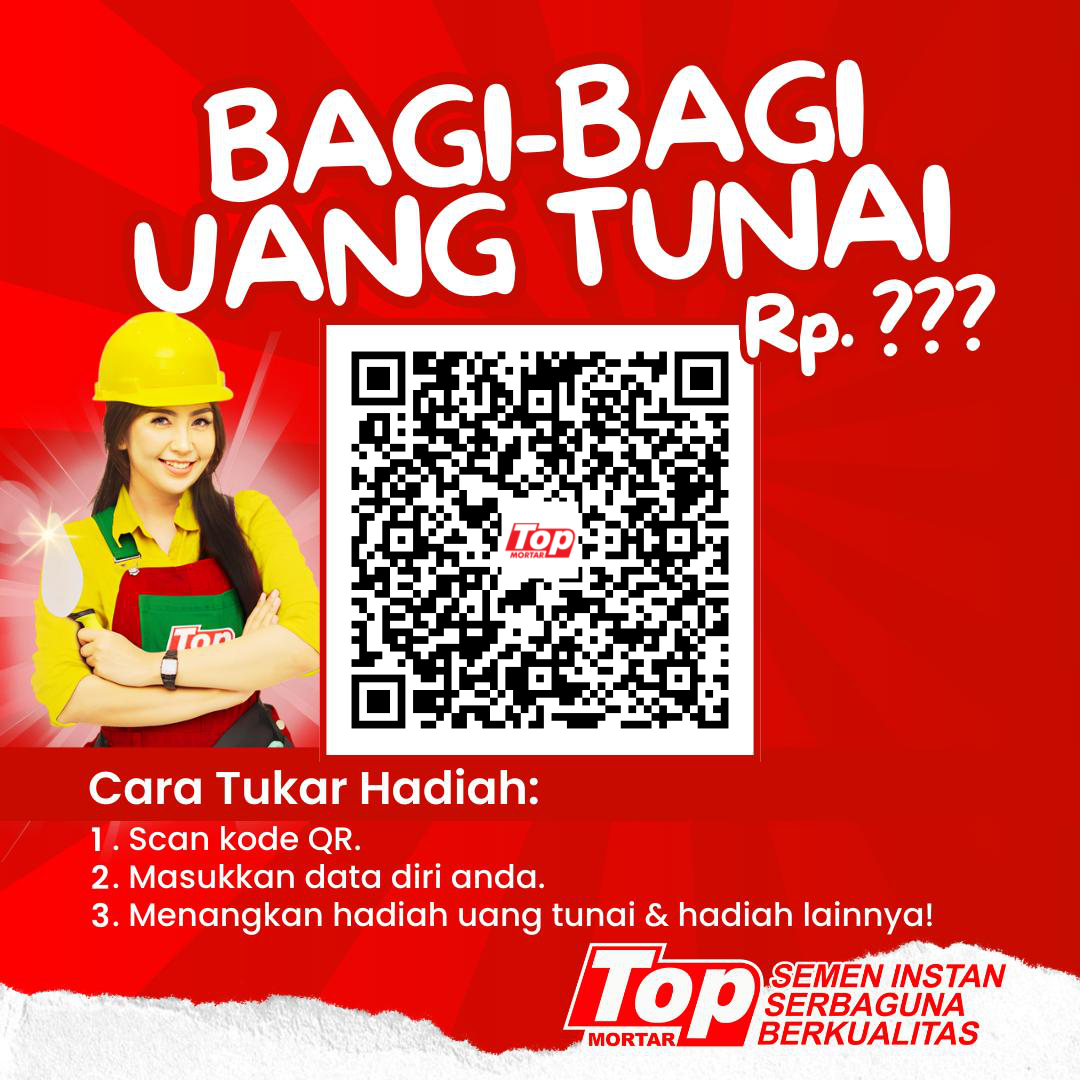 BAGI-BAGI
UANG TUNAI
Rp. ???
Top
MORTAR
Top
Cara Tukar Hadiah:
1. Scan kode QR.
2. Masukkan data diri anda.
3. Menangkan hadiah uang tunai & hadiah lainnya!
Top
MORTAR
SEMEN INSTAN
SERBAGUNA
BERKUALITAS